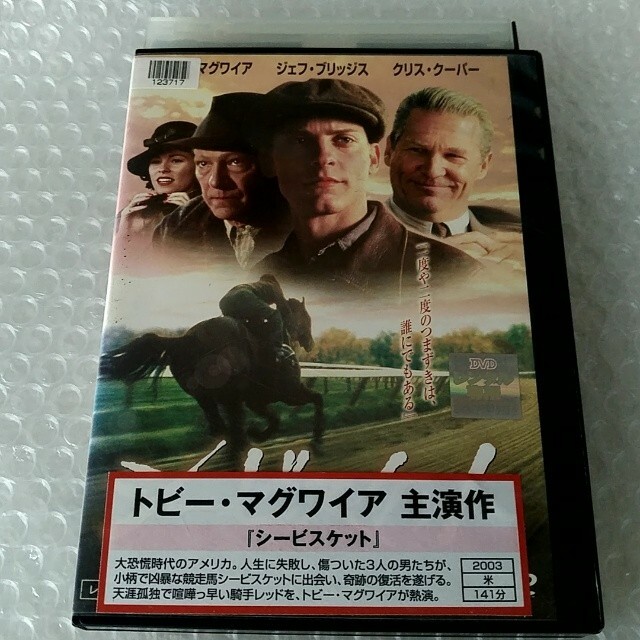 123717
マグワイア ジェフ・ブリッジス クリス・クーパー
「一度や二度のつまずきは、
誰にでもある」
DVD
トビー・マグワイア 主演作
『シービスケット』
大恐慌時代のアメリカ。人生に失敗し、傷ついた3人の男たちが、
小柄で凶暴な競走馬シービスケットに出会い、奇跡の復活を遂げる。
天涯孤独で喧嘩っ早い騎手レッドを、トビー・マグワイアが熱演。
2003
米
141分